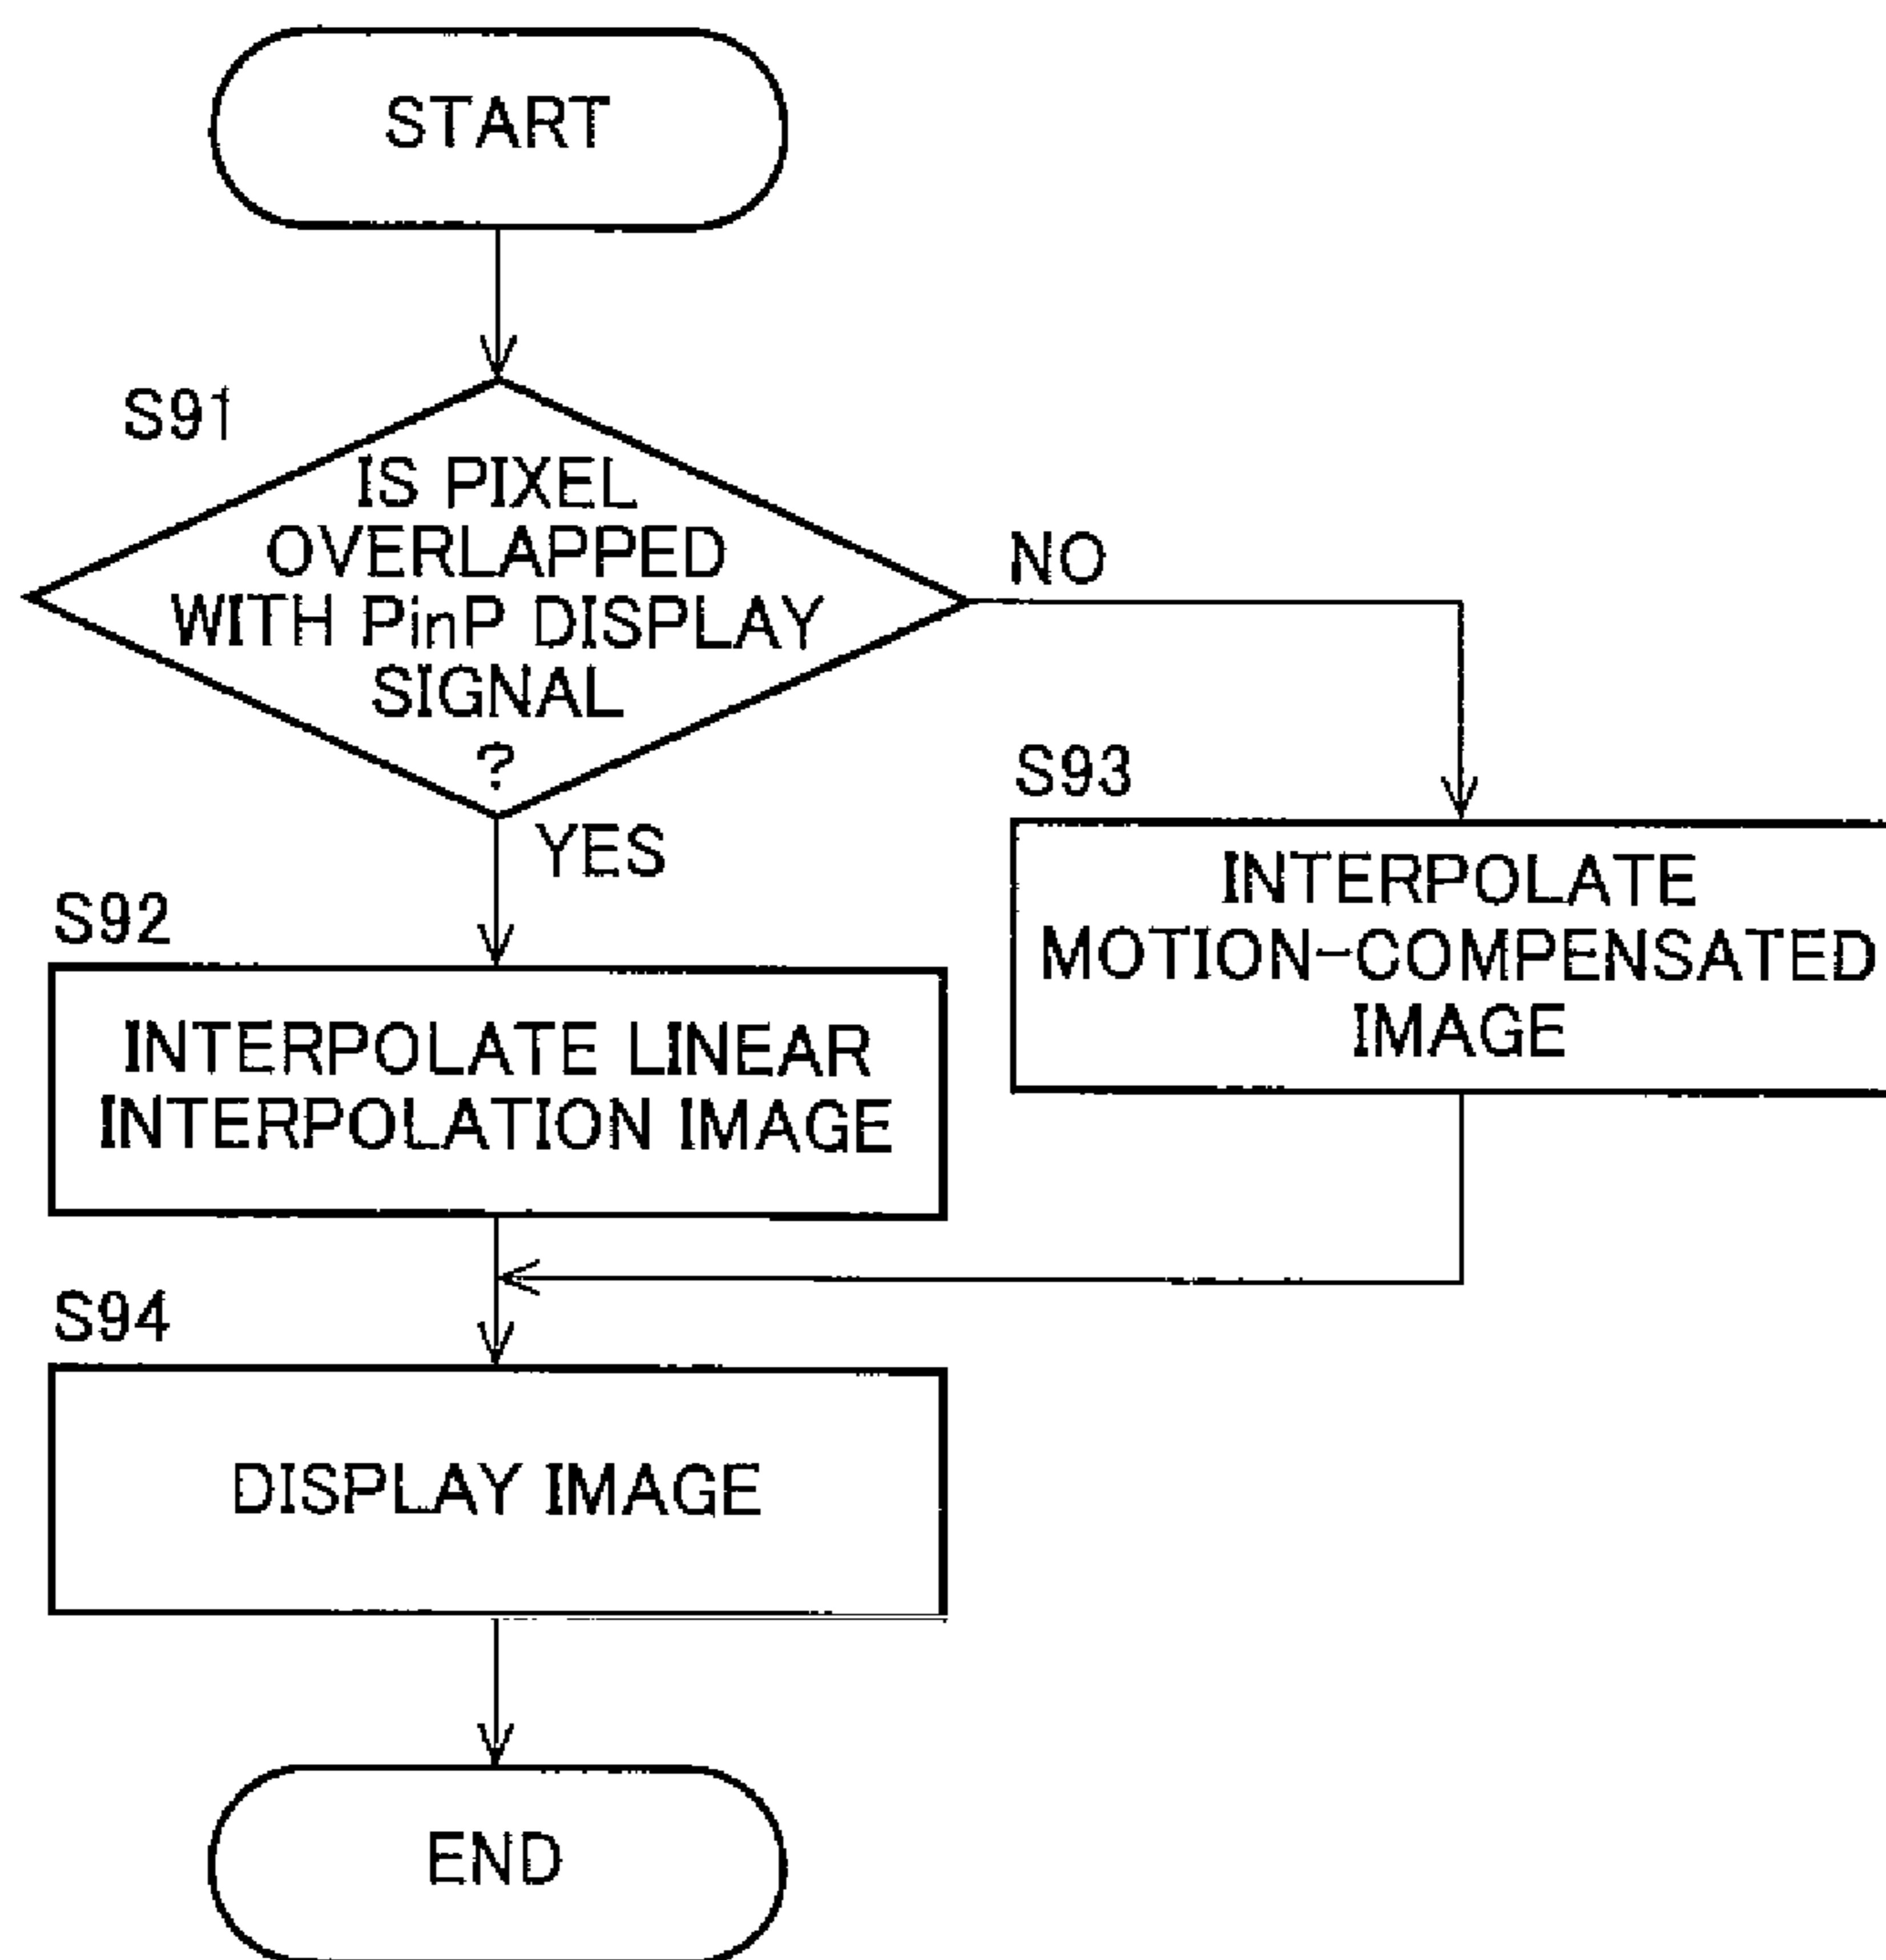 START
S91
IS PIXEL
OVERLAPPED
WITH PinP DISPLAY
SIGNAL
?
NO
YES
S93
INTERPOLATE
MOTION-COMPENSATED
IMAGE
S92
INTERPOLATE LINEAR
INTERPOLATION IMAGE
S94
DISPLAY IMAGE
END